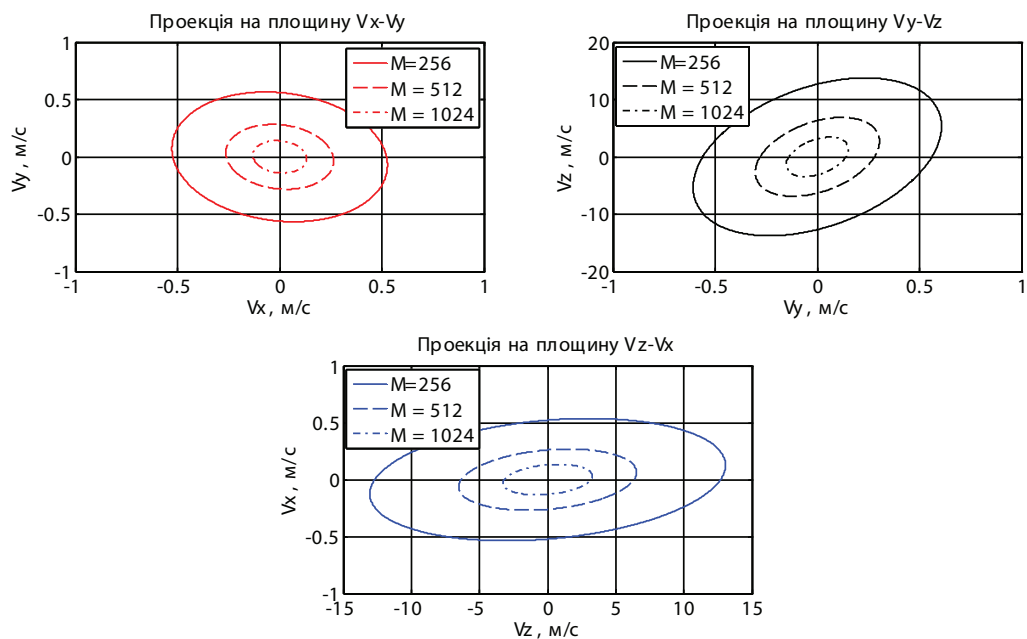 Проекція на площину Vx-Vy
1
0.5
0
-0.5
-1
-1
-0.5
0
0.5
1
Vy , м/с
Vx , м/с
M=256
M = 512
M = 1024
Проекція на площину Vy-Vz
20
10
0
-10
-20
-1
-0.5
0
0.5
1
Vz , м/с
Vy , м/с
M=256
M = 512
M = 1024
Проекція на площину Vz-Vx
1
0.5
0
-0.5
-1
-15
-10
-5
0
5
10
15
Vx , м/с
Vz , м/с
M=256
M = 512
M = 1024